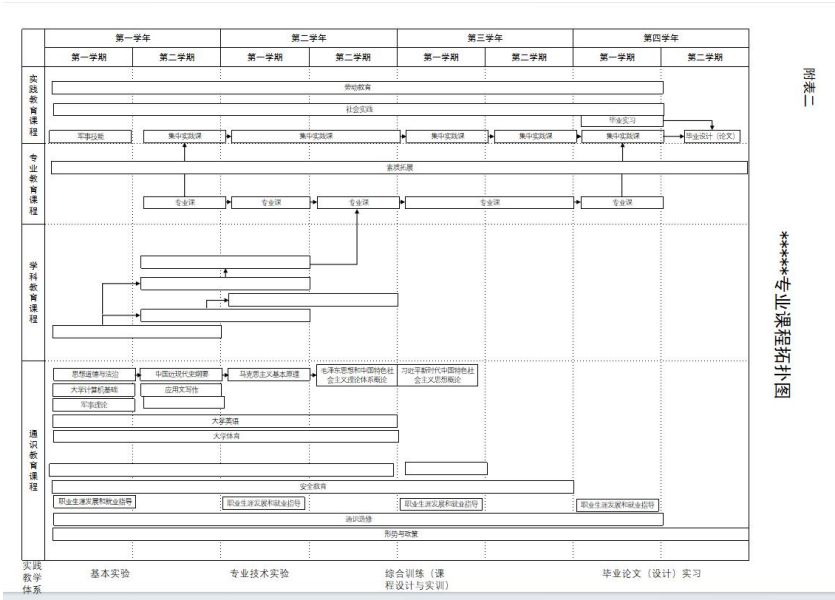 附表二
*****专业课程拓扑图
第一学年
第二学年
第三学年
第四学年
第一学期
第二学期
第一学期
第二学期
第一学期
第二学期
第一学期
第二学期
实践教育课程
劳动教育
社会实践
毕业实习
军事技能
集中实践课
集中实践课
集中实践课
集中实践课
集中实践课
毕业设计（论文）
专业教育课程
素质拓展
专业课
专业课
专业课
专业课
专业课
学科教育课程
通识教育课程
思想道德与法治
中国近现代史纲要
马克思主义基本原理
毛泽东思想和中国特色社
会主义理论体系概论
习近平新时代中国特色社
会主义思想概论
大学计算机基础
应用文写作
军事理论
大学英语
大学体育
安全教育
职业生涯发展和就业指导
职业生涯发展和就业指导
职业生涯发展和就业指导
职业生涯发展和就业指导
通识选修
形势与政策
实践
教学
体系
基本实验
专业技术实验
综合训练（课
程设计与实训）
毕业论文（设计）实习